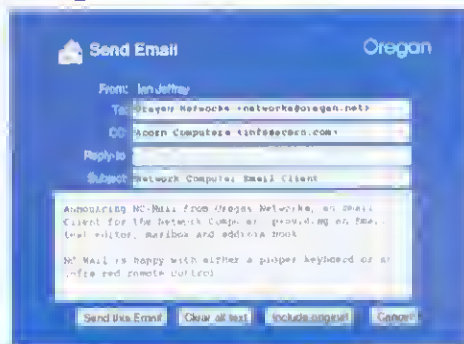 Send Email
Oregan
From: Ian Jeffrey
To: Oregan Networks <networks@oregan.net>
CC: Acorn Computers <info@acorn.com>
Reply-to
Subject: Network Computer Email Client
Announcing NC-Mail from Oregan Networks, an Email
Client for the Network Computer providing an Email
text editor, mailbox and address book
NC Mail is happy with either a proper keyboard or an
infra red remote control
Send this Email
Clear all text
Include original
Cancel